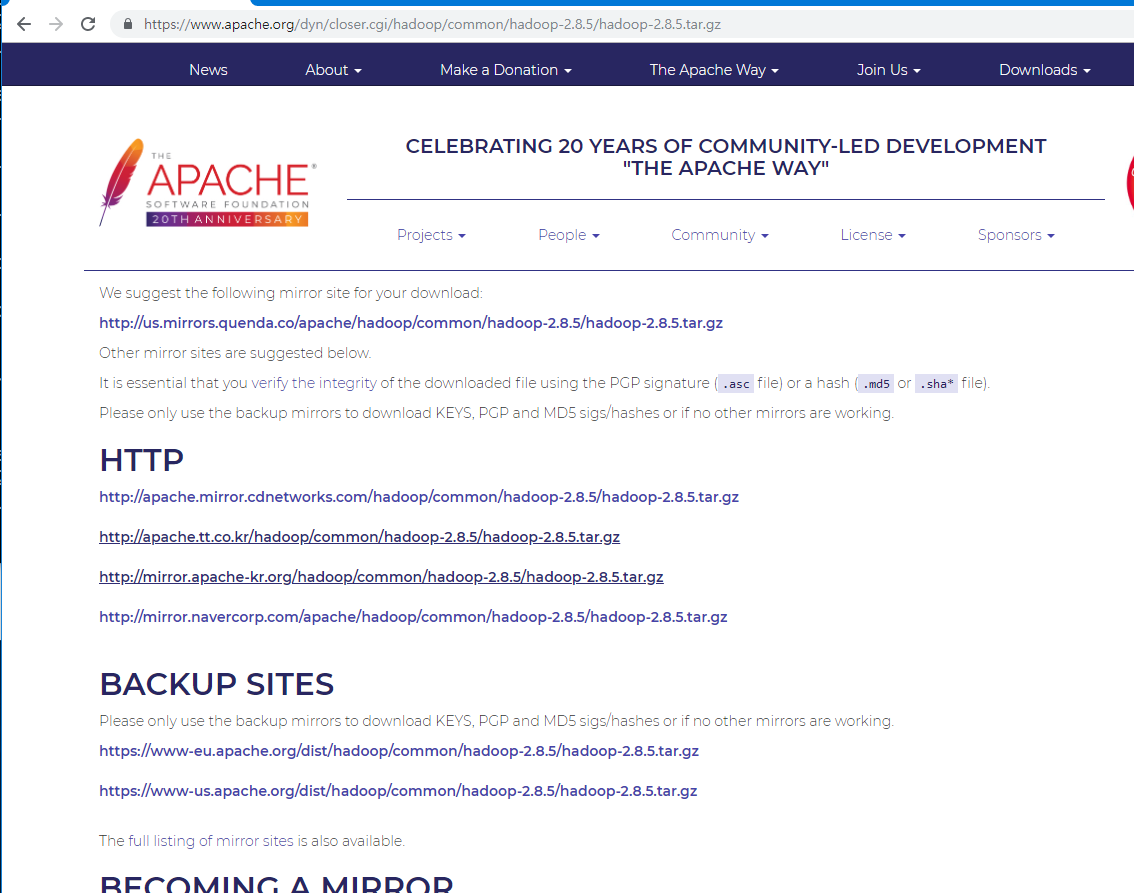 https://www.apache.org/dyn/closer.cgi/hadoop/common/hadoop-2.8.5/hadoop-2.8.5.tar.gz
News About Make a Donation The Apache Way Join Us Downloads
THE
APACHE®
SOFTWARE FOUNDATION
20TH ANNIVERSARY
CELEBRATING 20 YEARS OF COMMUNITY-LED DEVELOPMENT
"THE APACHE WAY"
Projects People Community License Sponsors
We suggest the following mirror site for your download:
http://us.mirrors.quenda.co/apache/hadoop/common/hadoop-2.8.5/hadoop-2.8.5.tar.gz
Other mirror sites are suggested below.
It is essential that you verify the integrity of the downloaded file using the PGP signature (.asc file) or a hash (.md5 or .sha* file).
Please only use the backup mirrors to download KEYS, PGP and MD5 sigs/hashes or if no other mirrors are working.
HTTP
http://apache.mirror.cdnetworks.com/hadoop/common/hadoop-2.8.5/hadoop-2.8.5.tar.gz
http://apache.tt.co.kr/hadoop/common/hadoop-2.8.5/hadoop-2.8.5.tar.gz
http://mirror.apache-kr.org/hadoop/common/hadoop-2.8.5/hadoop-2.8.5.tar.gz
http://mirror.navercorp.com/apache/hadoop/common/hadoop-2.8.5/hadoop-2.8.5.tar.gz
BACKUP SITES
Please only use the backup mirrors to download KEYS, PGP and MD5 sigs/hashes or if no other mirrors are working.
https://www-eu.apache.org/dist/hadoop/common/hadoop-2.8.5/hadoop-2.8.5.tar.gz
https://www-us.apache.org/dist/hadoop/common/hadoop-2.8.5/hadoop-2.8.5.tar.gz
The full listing of mirror sites is also available.
BECOMING A MIRROR